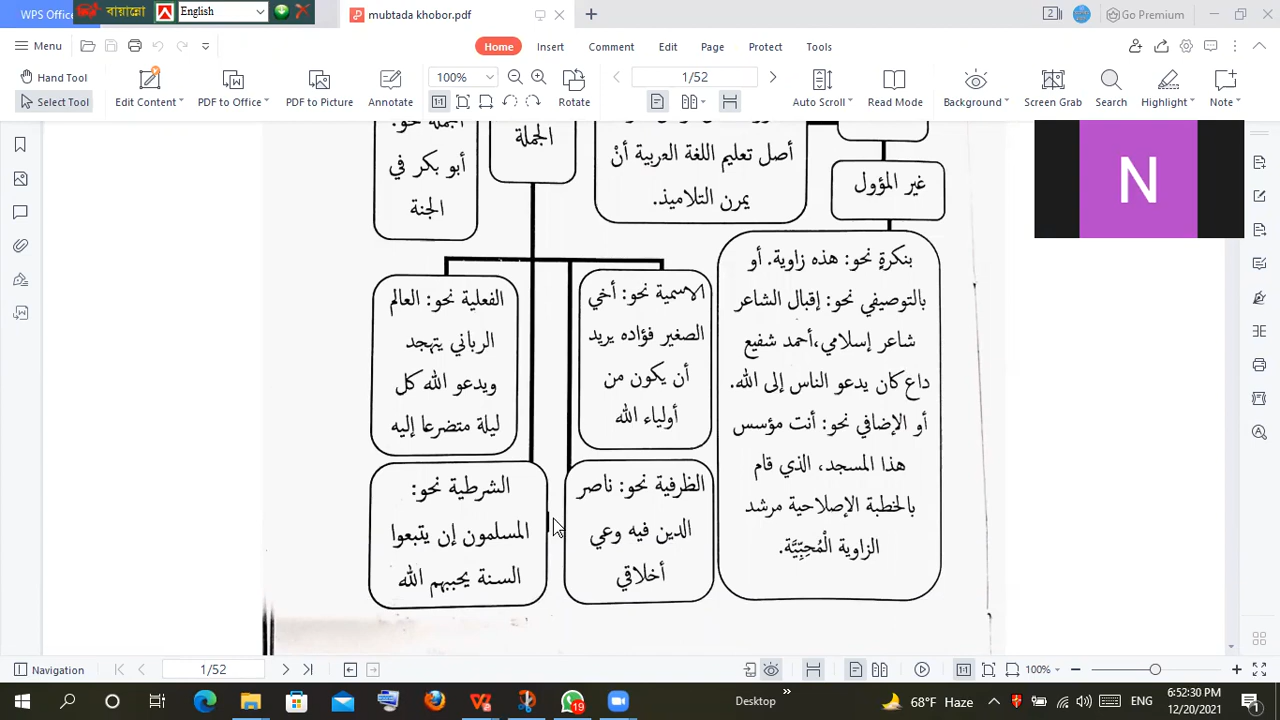 WPS Office
বায়ান্নো
English
mubtada khobor.pdf
2
Go Premium
Menu
Home
Insert
Comment
Edit
Page
Protect
Tools
Hand Tool
Select Tool
Edit Content
PDF to Office
PDF to Picture
Annotate
100%
1/52
Rotate
Auto Scroll
Read Mode
Background
Screen Grab
Search
Highlight
Note
N
أصل تعليم اللغة العربية أنْ
يمرن التلاميذ.
غير المؤول
الجملة
أبو بكر في
الجنة
بنكرةٍ نحو: هذه زاوية. أو
بالتوصيفي نحو: إقبال الشاعر
شاعر إسلامي،أحمد شفيع
داع كان يدعو الناس إلى الله.
أو الإضافي نحو: أنت مؤسس
هذا المسجد، الذي قام
بالخطبة الإصلاحية مرشد
الزاوية الْمُحِبِّيَّة.
الاسمية نحو: أخي
الصغير فؤاده يريد
أن يكون من
أولياء الله
الفعلية نحو: العالم
الرباني يتهجد
ويدعو الله كل
ليلة متضرعا إليه
الظرفية نحو: ناصر
الدين فيه وعي
أخلاقي
الشرطية نحو:
المسلمون إن يتبعوا
السنة يحببهم الله
Navigation
1/52
100%
19
Desktop
68°F Haze
6:52:30 PM
12/20/2021